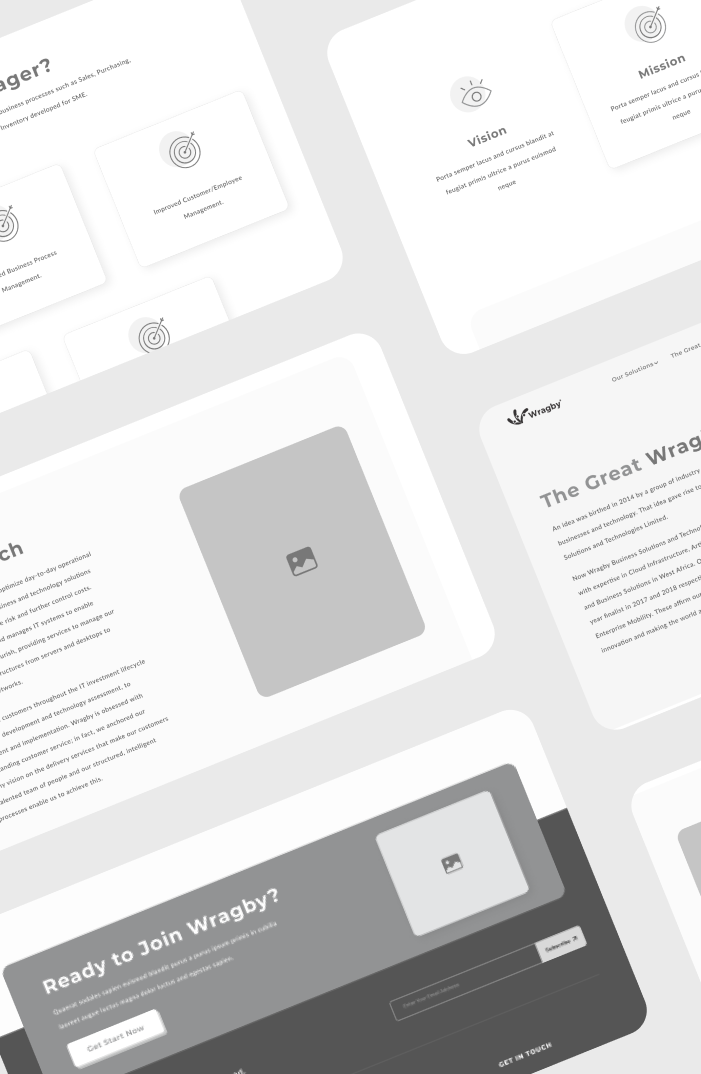 ager?
business processes such as Sales, Purchasing,
Inventory developed for SME.
Improved Customer/Employee
Management.
ed Business Process
Management.
Vision
Porta semper lacus and cursus blandit at
feugiat primis ultrice a purus euismod
neque
Mission
Porta semper lacus and cursus
feugiat primis ultrice a puru
neque
ch
optimize day-to-day operational
siness and technology solutions
e risk and further control costs.
d manages IT systems to enable
urish, providing services to manage our
uctures from servers and desktops to
tworks.
customers throughout the IT investment lifecycle
development and technology assessment, to
ent and implementation. Wragby is obsessed with
anding customer service; in fact, we anchored our
y vision on the delivery services that make our customers
alented team of people and our structured, intelligent
processes enable us to achieve this.
Wragby
Our Solutions
The Great
The Great Wrag
An idea was birthed in 2014 by a group of industry
businesses and technology. That idea gave rise to
Solutions and Technologies Limited.
Now Wragby Business Solutions and Technol
with expertise in Cloud Infrastructure, Arti
and Business Solutions in West Africa. O
year finalist in 2017 and 2018 respecti
Enterprise Mobility. These affirm our
innovation and making the world a
Ready to Join Wragby?
Quaerat sodales sapien euismod blandit purus a purus ipsum primis in cubilia
laoreet augue luctus magna dolor luctus and egestas sapien.
Get Start Now
Enter Your Email Address
Subscribe
GET IN TOUCH